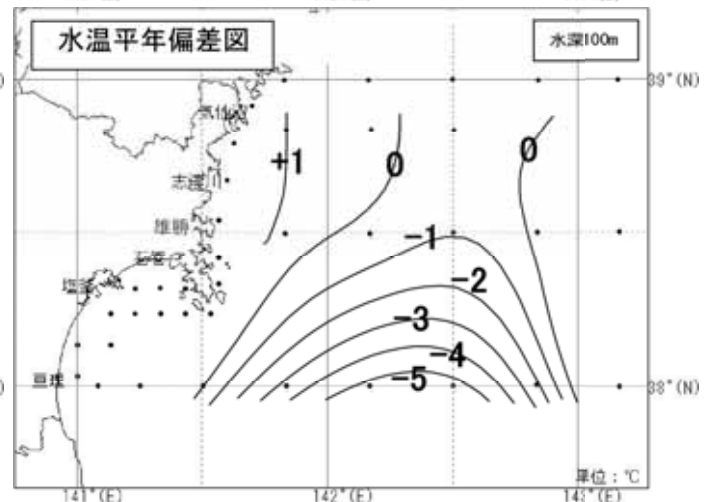 水温平年偏差図
水深100m
39°(N)
気仙沼
+1
0
0
志津川
雄勝
-1
石巻
塩釜
-2
-3
-4
-5
亘理
38°(N)
単位：℃
141°(E)
142°(E)
143°(E)